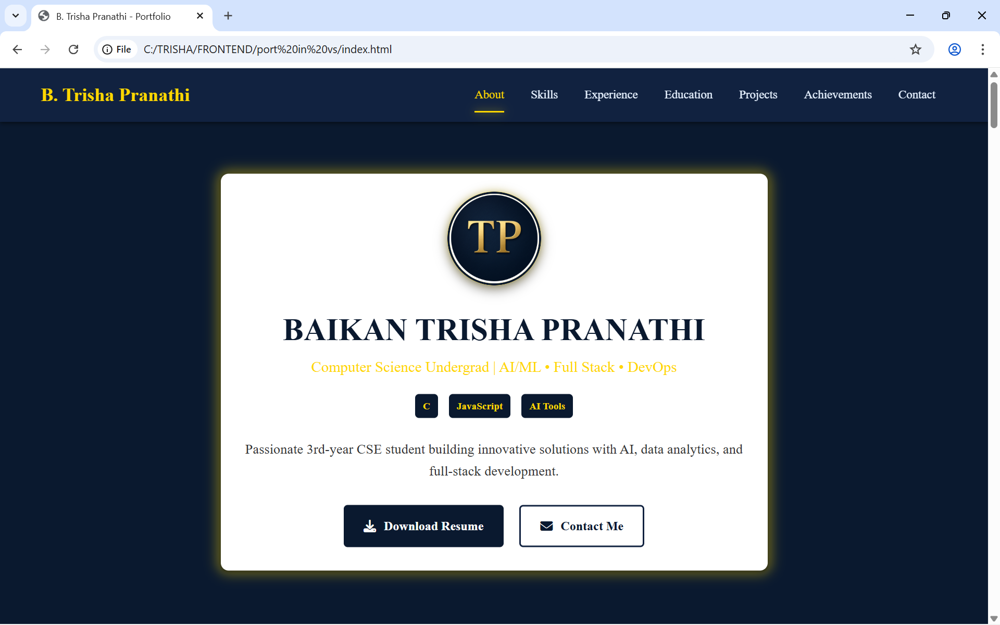 B. Trisha Pranathi - Portfolio
File C:/TRISHA/FRONTEND/port%20in%20vs/index.html
B. Trisha Pranathi About Skills Experience Education Projects Achievements Contact
TP
BAIKAN TRISHA PRANATHI
Computer Science Undergrad | AI/ML • Full Stack • DevOps
C JavaScript AI Tools
Passionate 3rd-year CSE student building innovative solutions with AI, data analytics, and
full-stack development.
Download Resume Contact Me